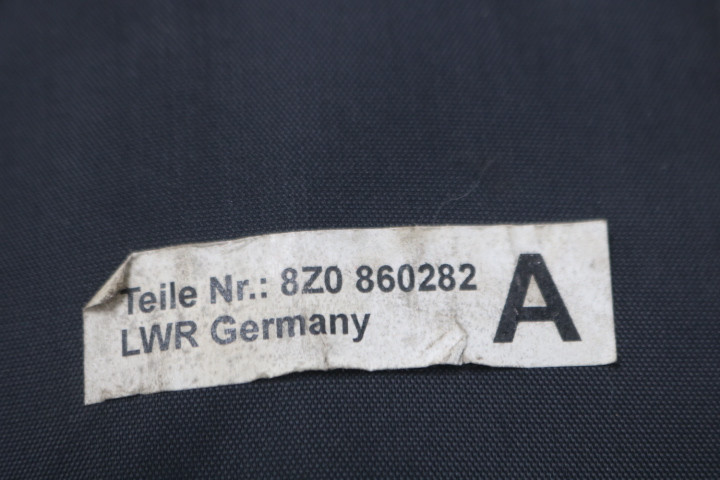 Teile Nr.: 8Z0 860282 A
LWR Germany